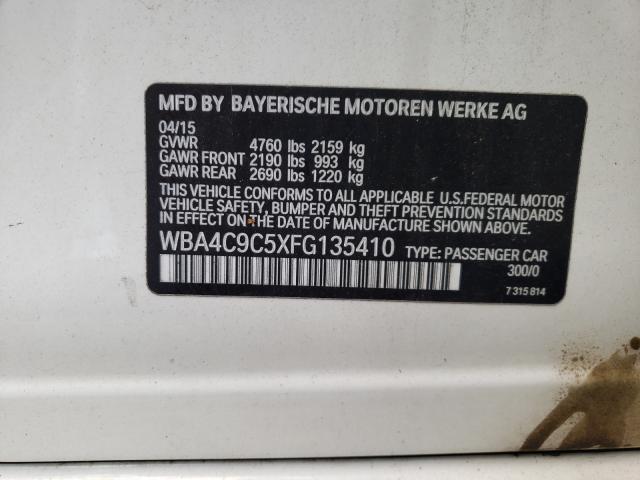 MFD BY BAYERISCHE MOTOREN WERKE AG
04/15
GVWR 4760 lbs 2159 kg
GAWR FRONT 2190 lbs 993 kg
GAWR REAR 2690 lbs 1220 kg
THIS VEHICLE CONFORMS TO ALL APPLICABLE U.S.FEDERAL MOTOR
VEHICLE SAFETY, BUMPER AND THEFT PREVENTION STANDARDS
IN EFFECT ON THE DATE OF MANUFACTURE SHOWN ABOVE.
WBA4C9C5XFG135410 TYPE: PASSENGER CAR
300/0
7 315 814